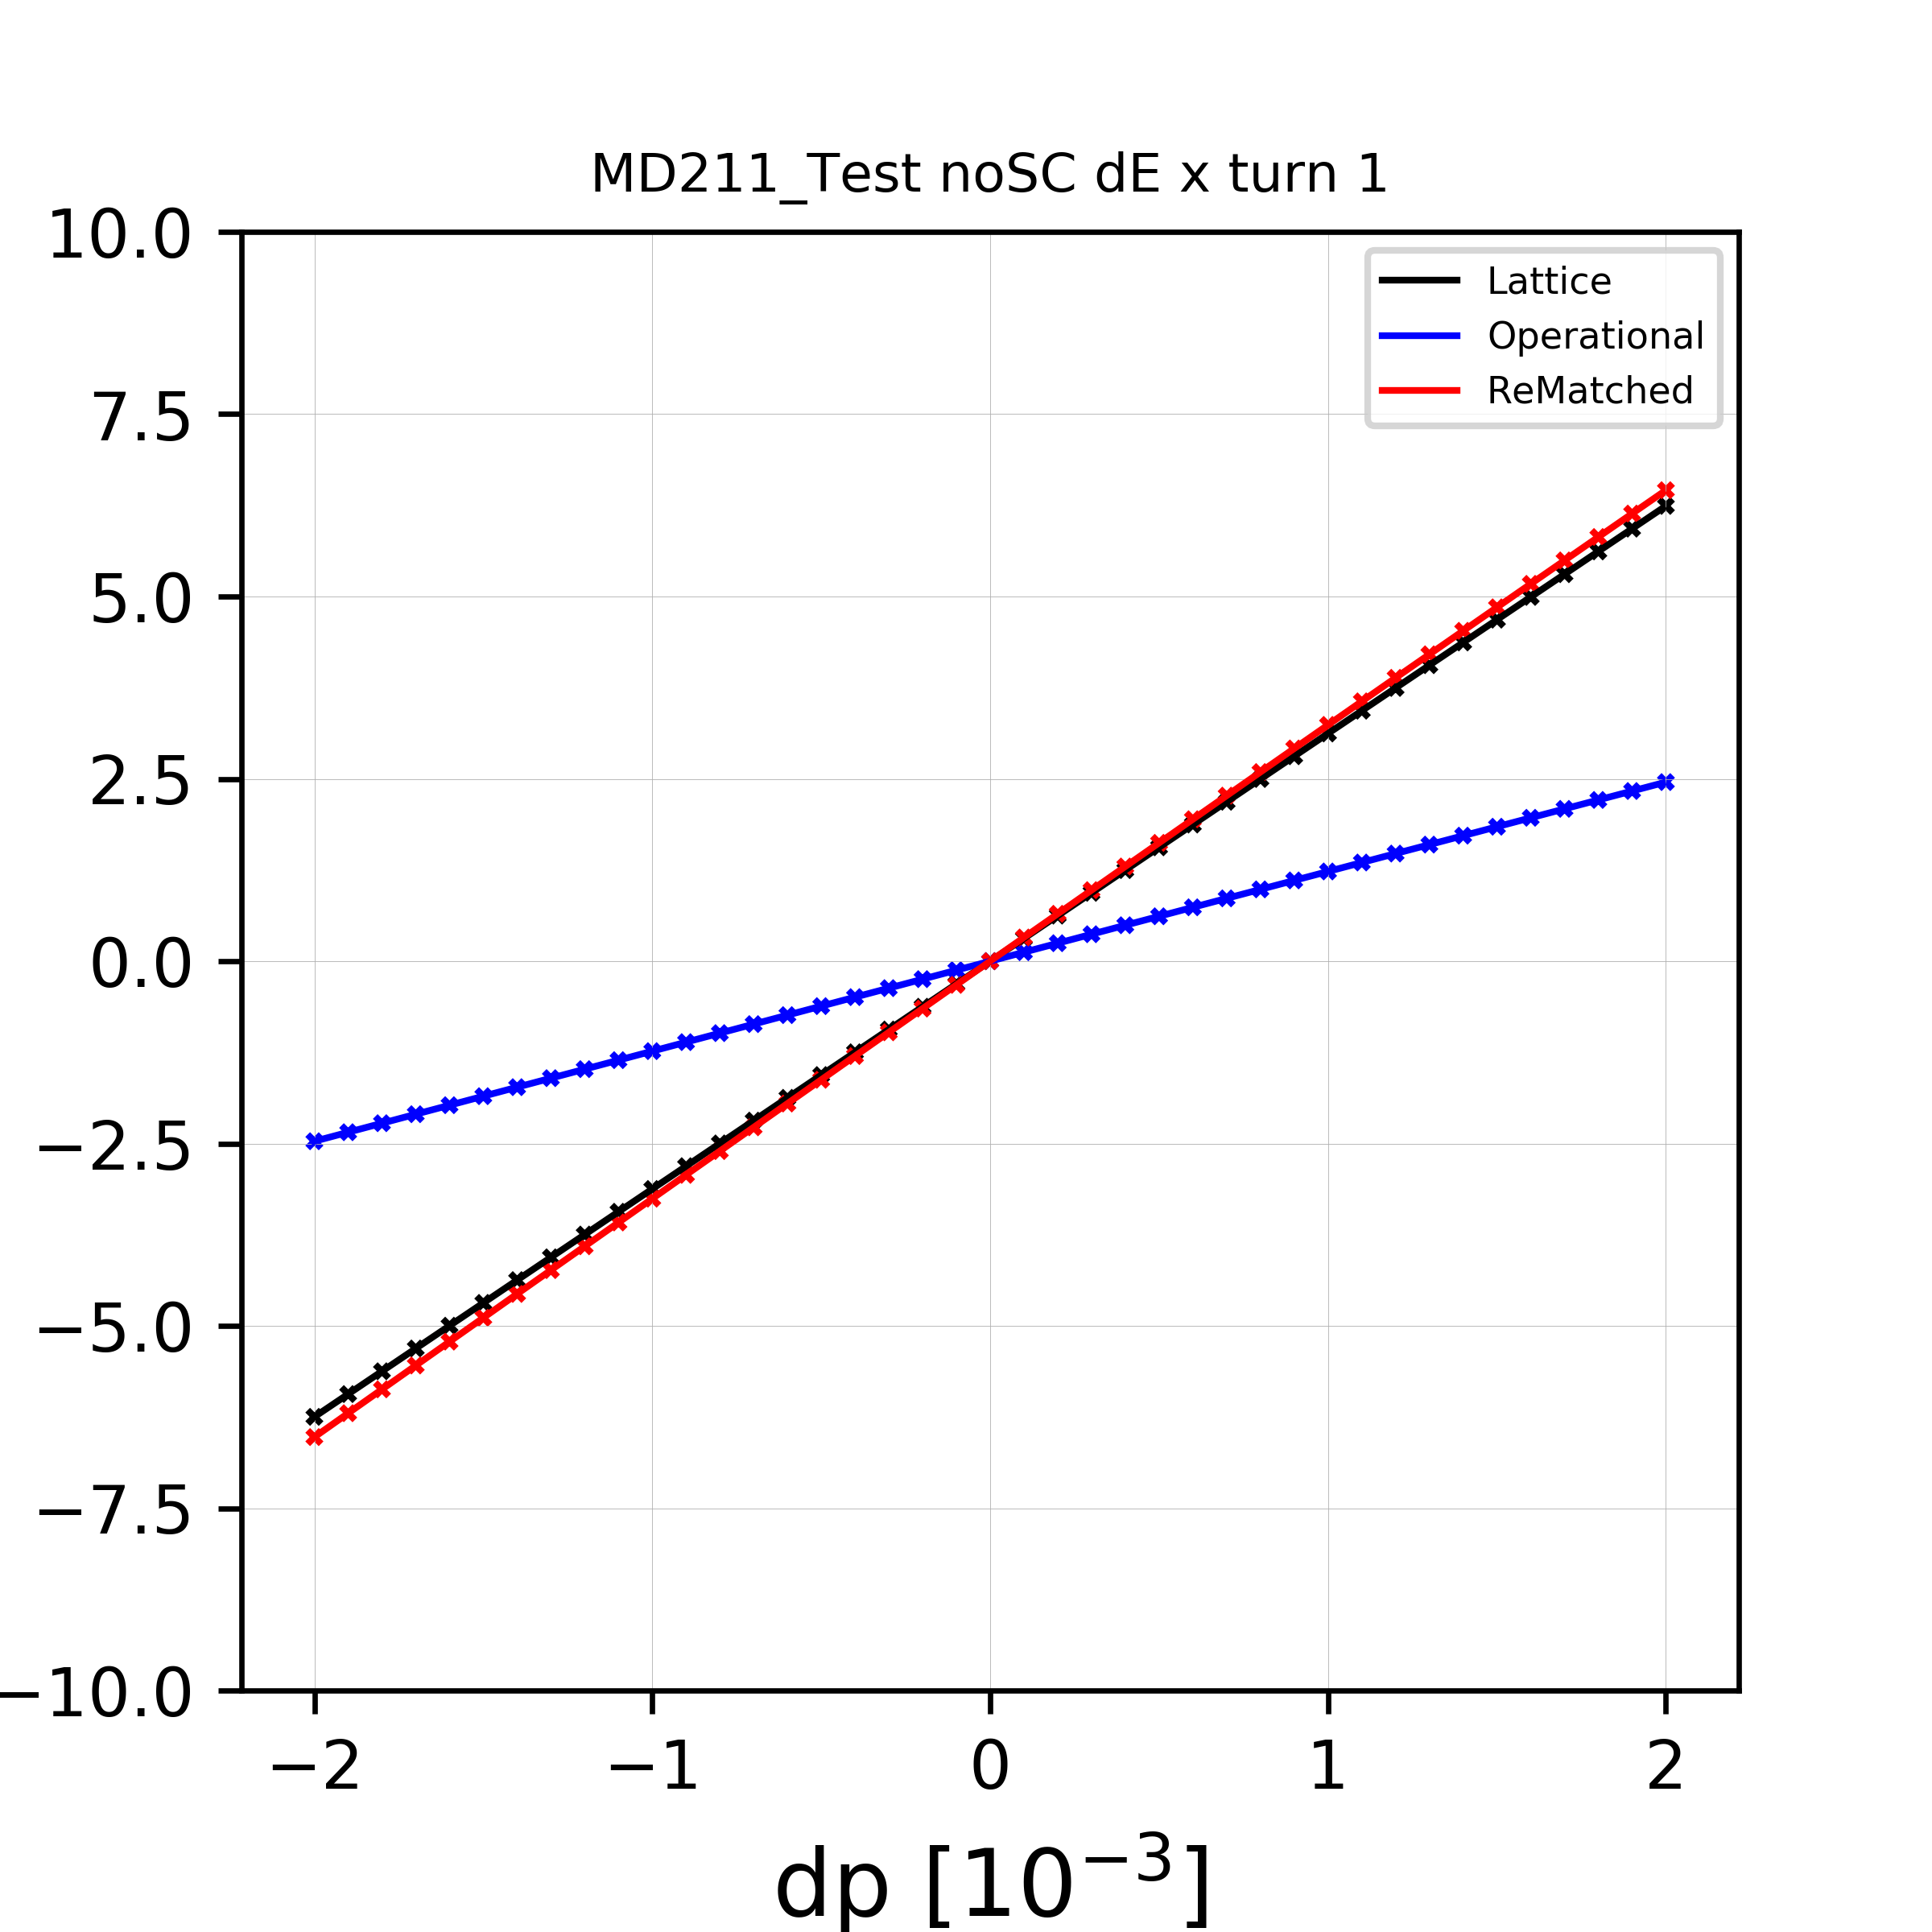 MD211_Test noSC dE x turn 1
10.0
7.5
5.0
2.5
0.0
−2.5
−5.0
−7.5
−10.0
Lattice
Operational
ReMatched
−2 −1 0 1 2
dp [10⁻³]